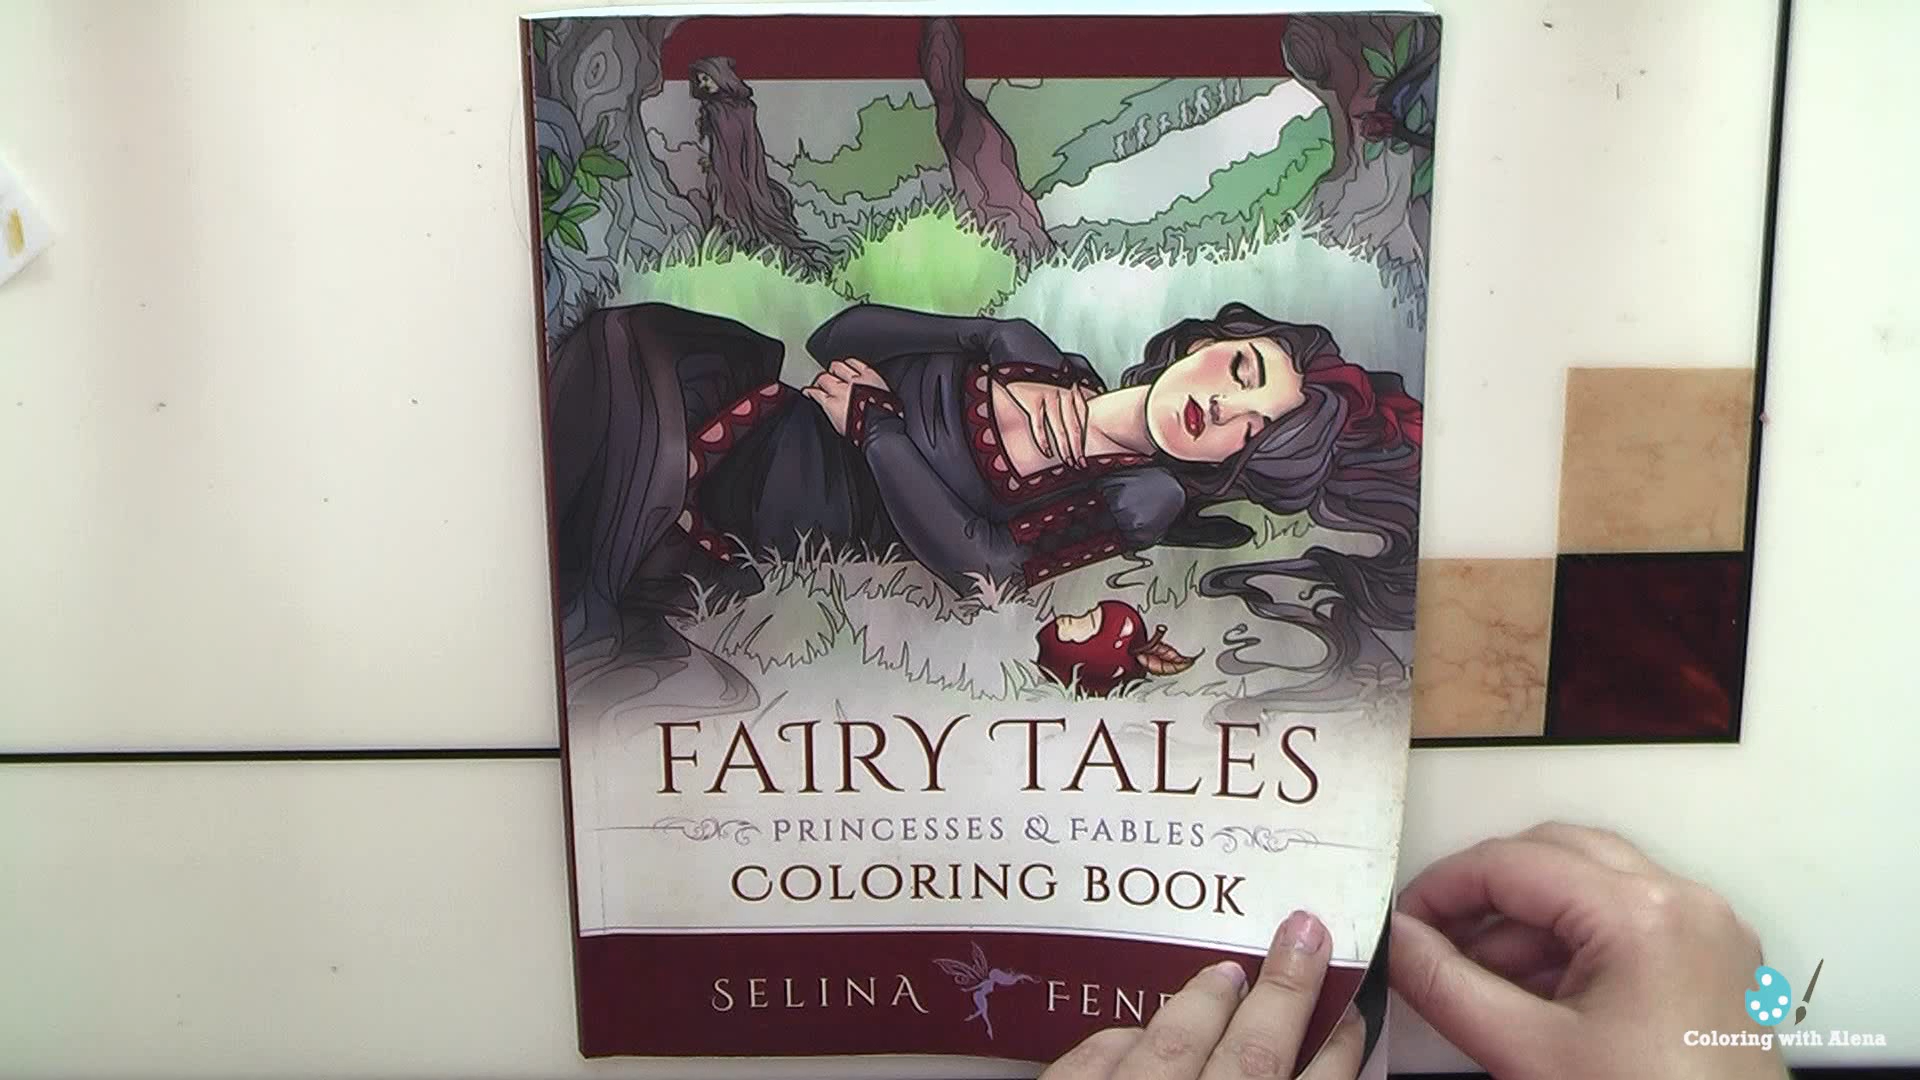 FAIRY TALES
PRINCESSES & FABLES
COLORING BOOK
SELINA
Coloring with Alena